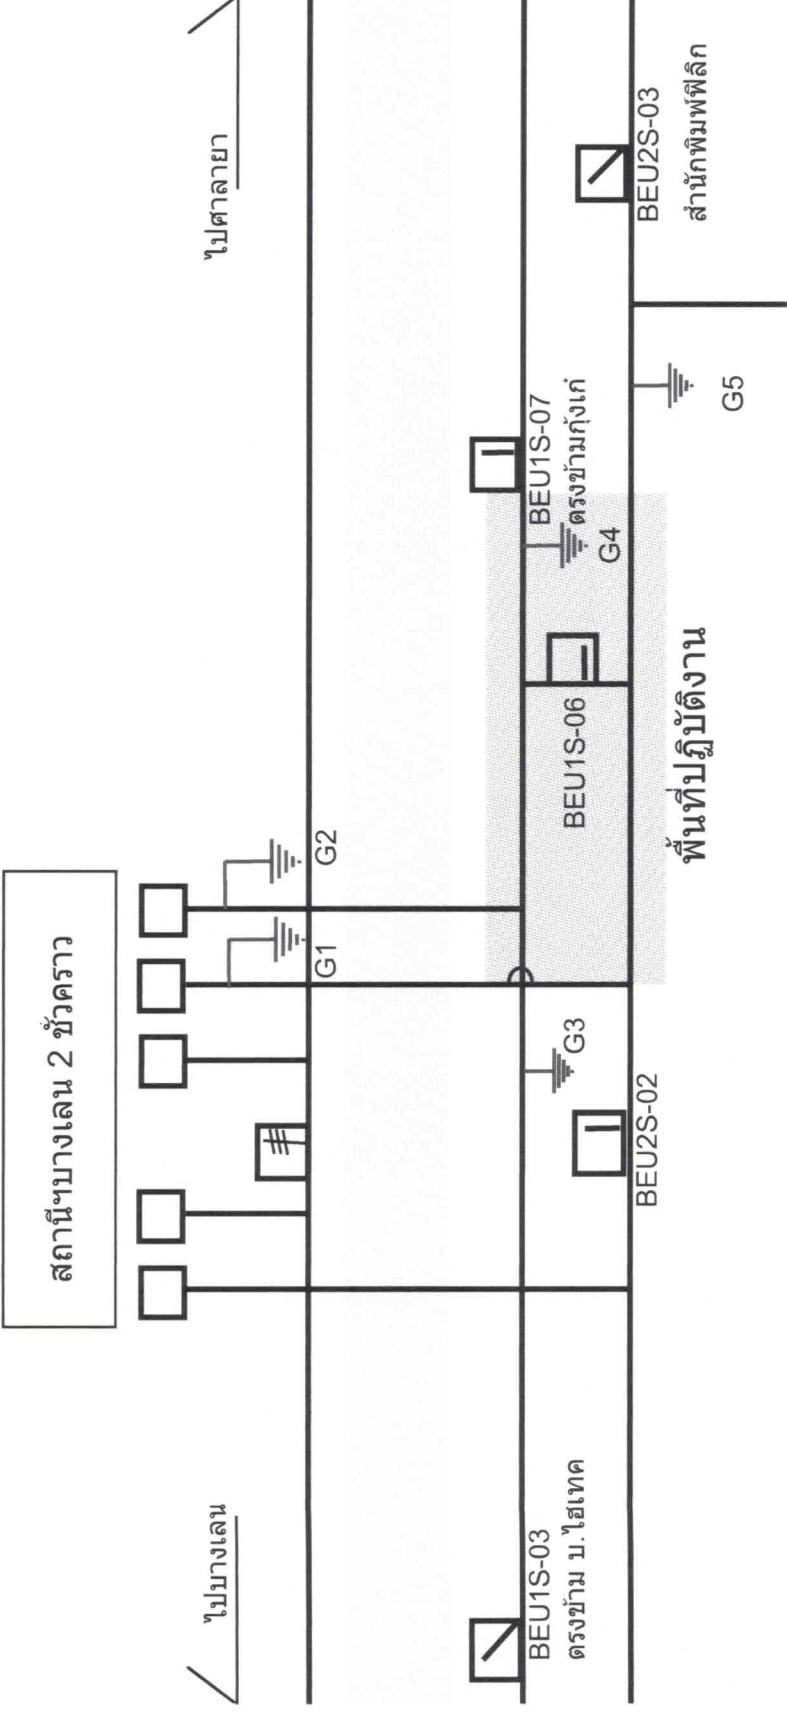 สถานีฯบางเลน 2 ชั่วคราว
ไปบางเลน
ไปศาลายา
G1
G2
BEU1S-03
ตรงข้าม บ.ไฮเทค
G3
BEU1S-07
ตรงข้ามกุ้งเก๋
G4
BEU1S-06
BEU2S-02
BEU2S-03
สำนักพิมพ์ฟิสิก
G5
พื้นที่ปฏิบัติงาน